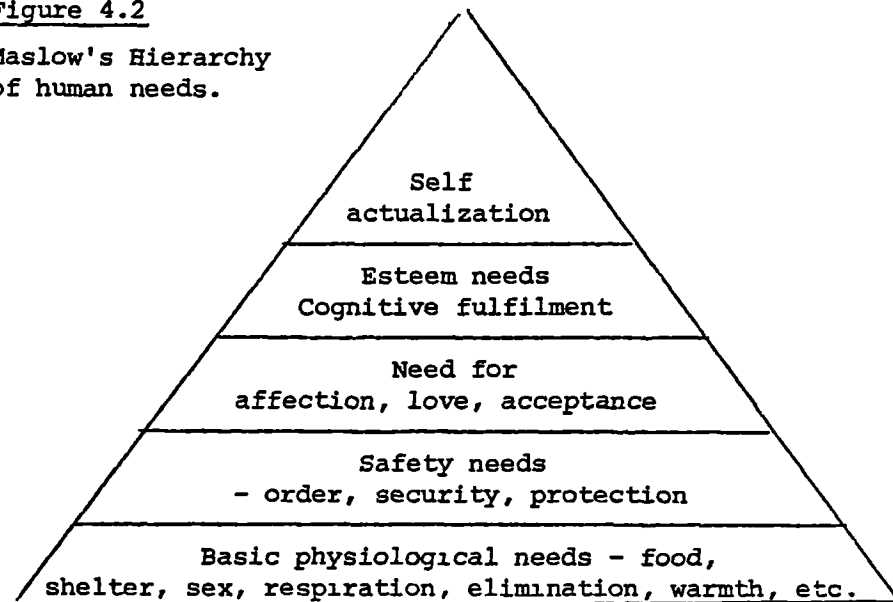 Figure 4.2
Maslow's Hierarchy
of human needs.
Self
actualization
Esteem needs
Cognitive fulfilment
Need for
affection, love, acceptance
Safety needs
- order, security, protection
Basic physiological needs - food,
shelter, sex, respiration, elimination, warmth, etc.